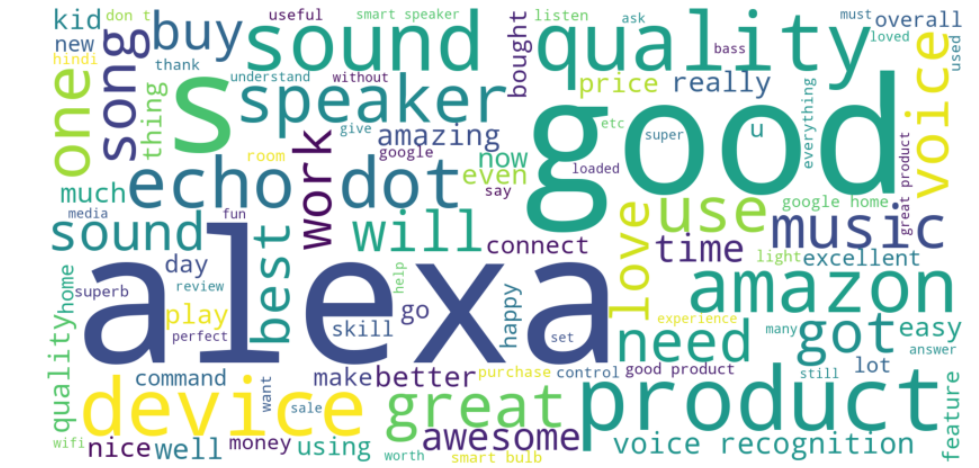 kid
don t
useful
smart speaker
listen
ask
must
overall
new
song
buy
sound
bought
quality
bass
loved
used
hindi
one
thing
thank
s
understand
without
price
really
everything
voice
speaker
give
amazing
good
etc
super
u
work
google
now
loaded
great product
much
echo
room
dot
even
say
media
fun
use
google home
music
sound
will
connect
love
time
light
excellent
home
day
best
alexa
help
amazon
superb
review
play
go
happy
experience
quality
perfect
skill
set
need
many
got
easy
answer
device
command
want
make
better
purchase
control
good product
still
lot
feature
sale
great
product
wifi
nice
well
money
using
awesome
worth
smart bulb
voice recognition